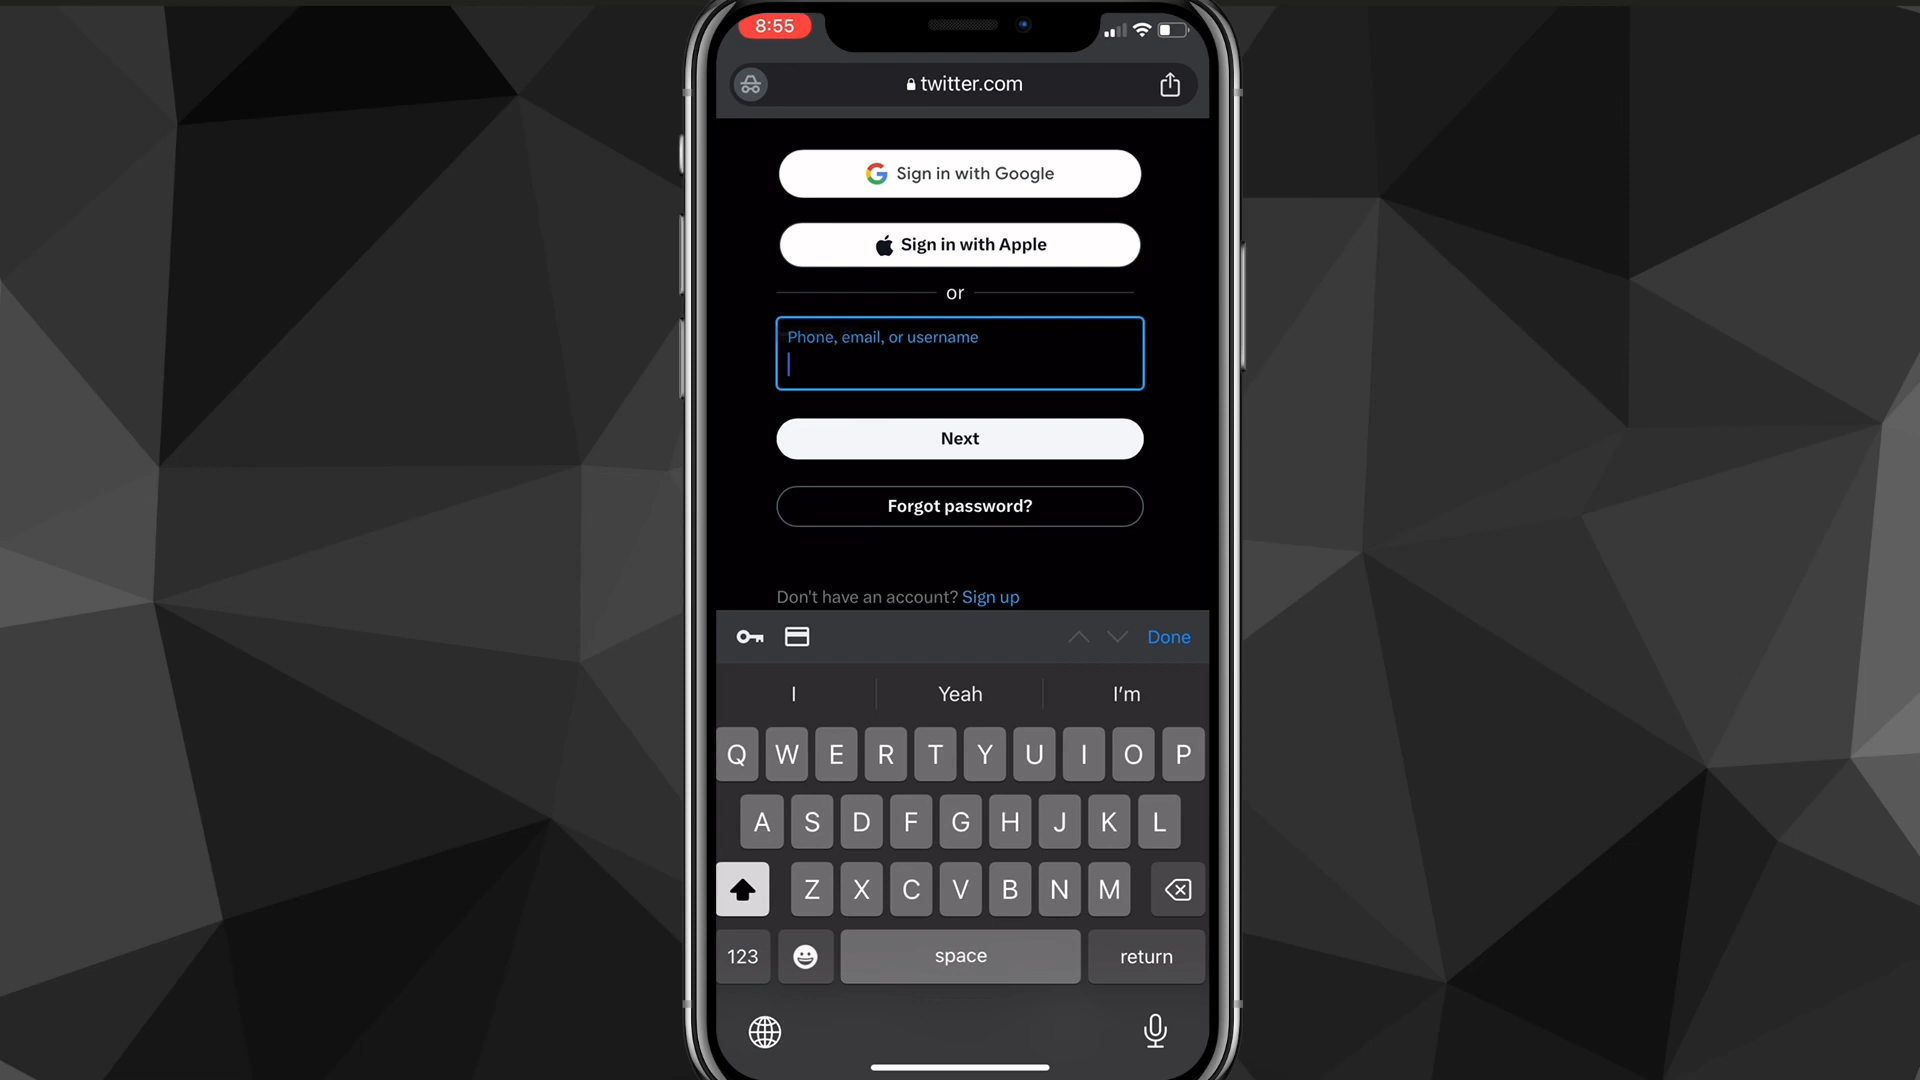 8:55
twitter.com
Sign in with Google
Sign in with Apple
or
Phone, email, or username
Next
Forgot password?
Don't have an account? Sign up
Done
I Yeah I'm
Q W E R T Y U I O P
A S D F G H J K L
Z X C V B N M
123 space return